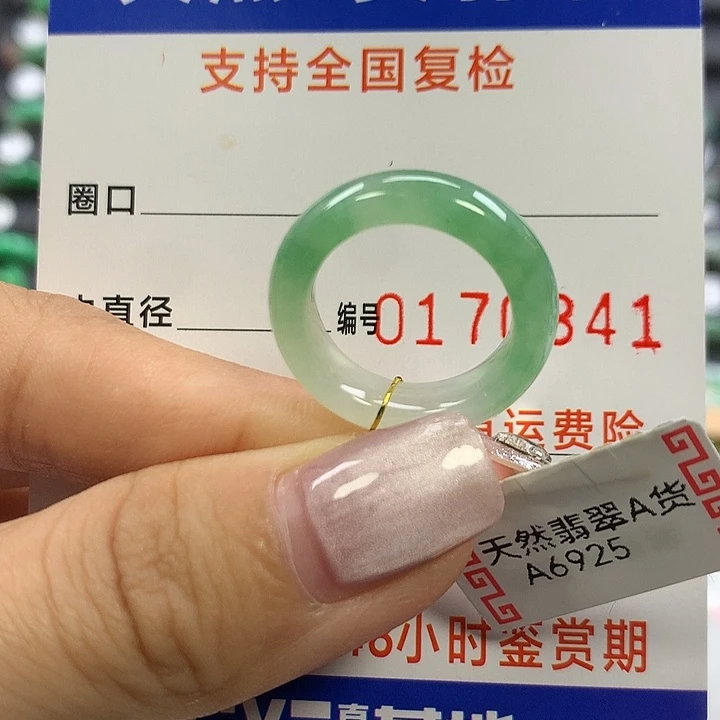 支持全国复检
圈口
直径
编号
运费险
天然翡翠A货
A6925
小时鉴赏期